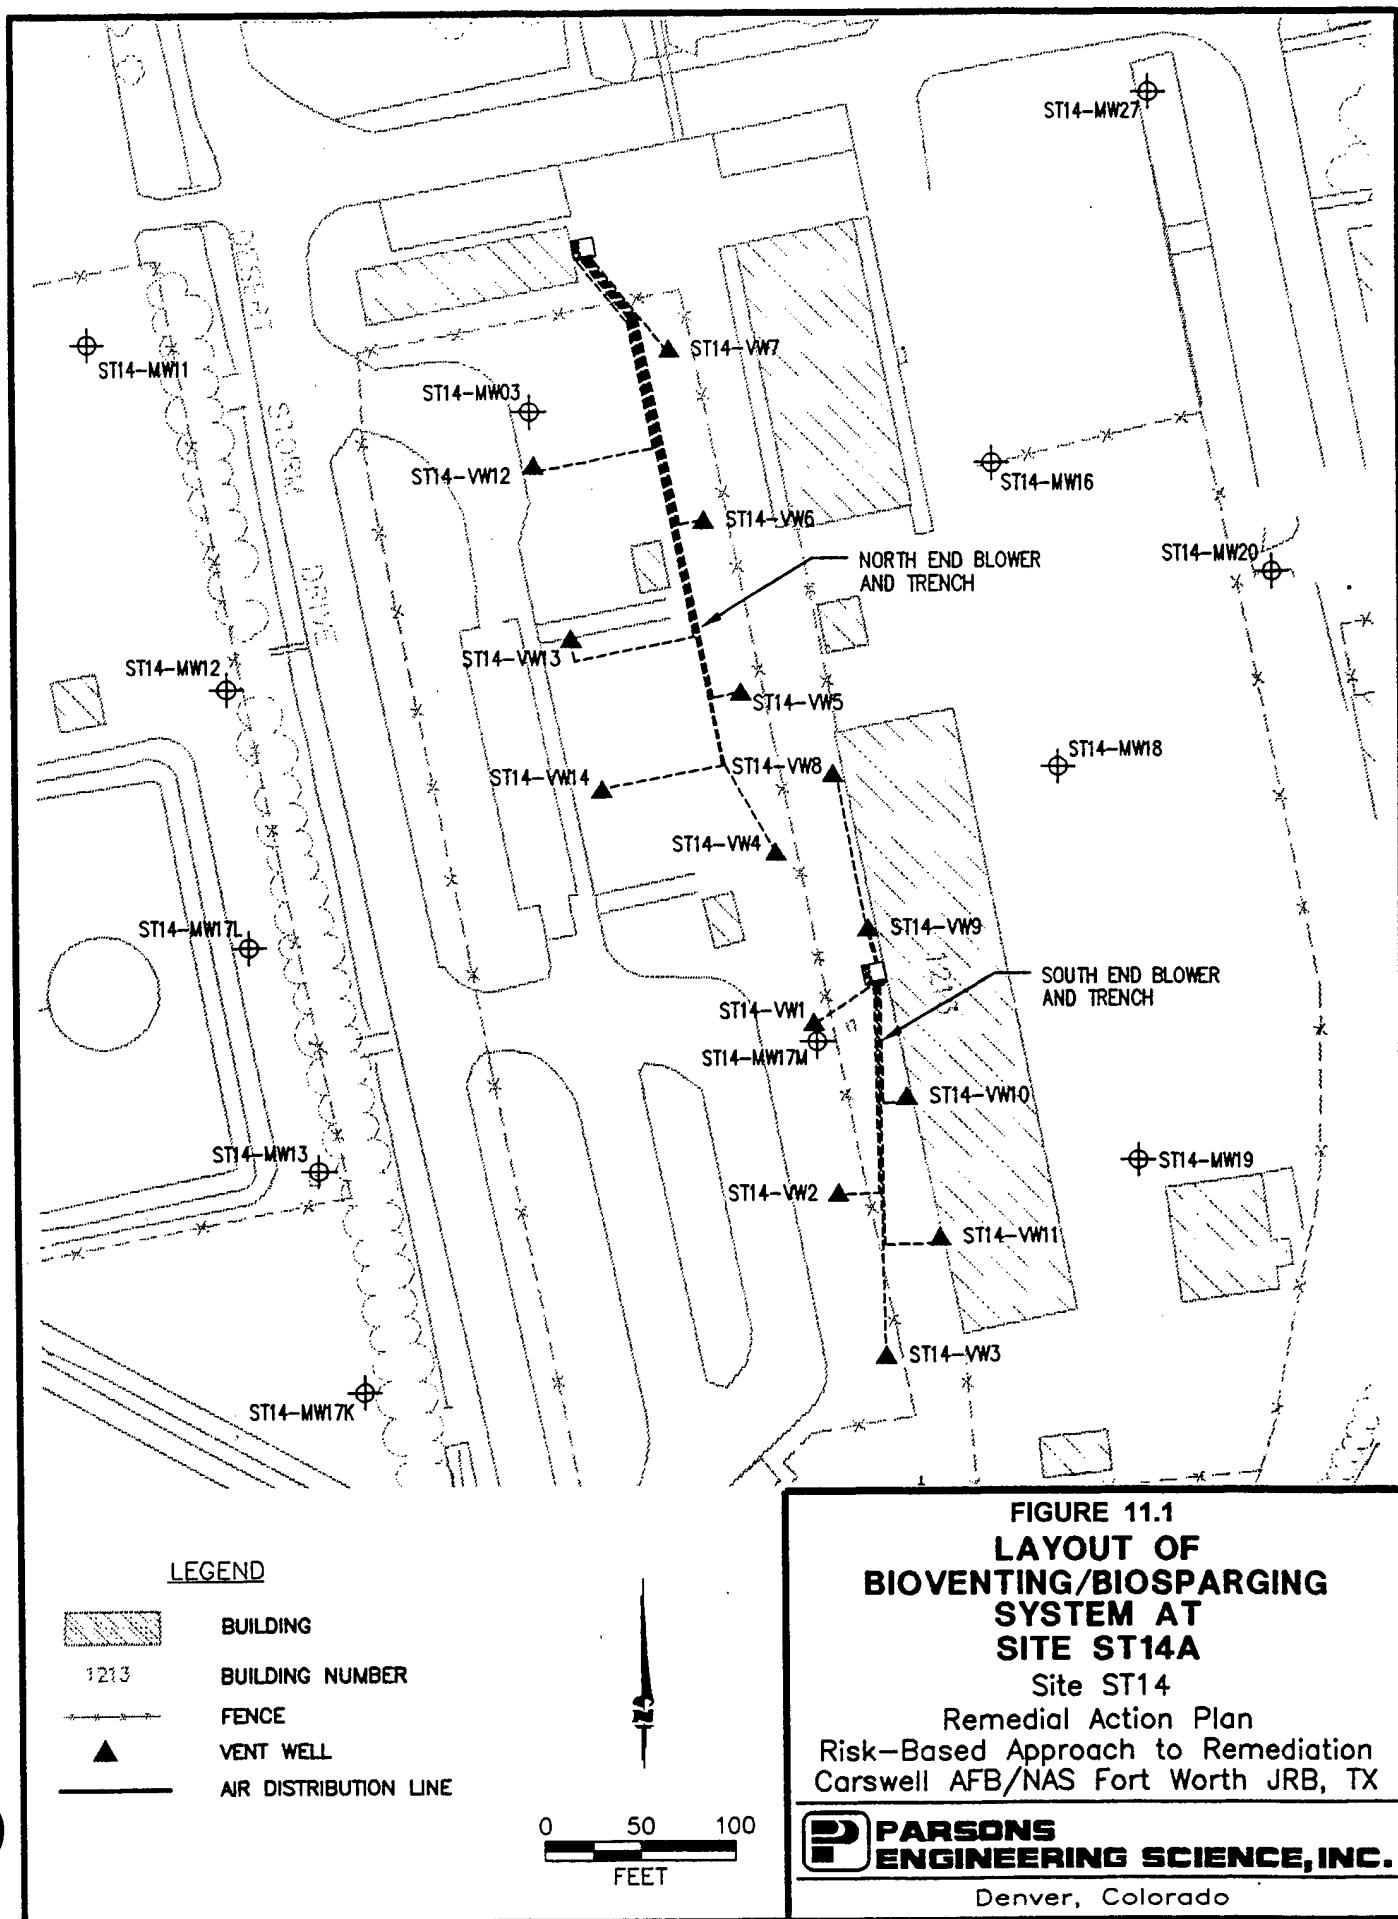 ST14-MW27
DESERT
STORM
DRIVE
ST14-MW11
ST14-VW7
ST14-MW03
ST14-VW12
ST14-MW16
ST14-VW6
NORTH END BLOWER
AND TRENCH
ST14-MW20
ST14-VW13
ST14-MW12
ST14-VW5
ST14-MW18
ST14-VW8
ST14-VW14
ST14-VW4
ST14-MW17L
ST14-VW9
SOUTH END BLOWER
AND TRENCH
ST14-VW1
ST14-MW17M
ST14-VW10
ST14-MW13
ST14-MW19
ST14-VW2
ST14-VW11
ST14-VW3
ST14-MW17K
LEGEND
BUILDING
1213 BUILDING NUMBER
FENCE
VENT WELL
AIR DISTRIBUTION LINE
N
0 50 100
FEET
FIGURE 11.1
LAYOUT OF
BIOVENTING/BIOSPARGING
SYSTEM AT
SITE ST14A
Site ST14
Remedial Action Plan
Risk-Based Approach to Remediation
Carswell AFB/NAS Fort Worth JRB, TX
PARSONS
ENGINEERING SCIENCE, INC.
Denver, Colorado